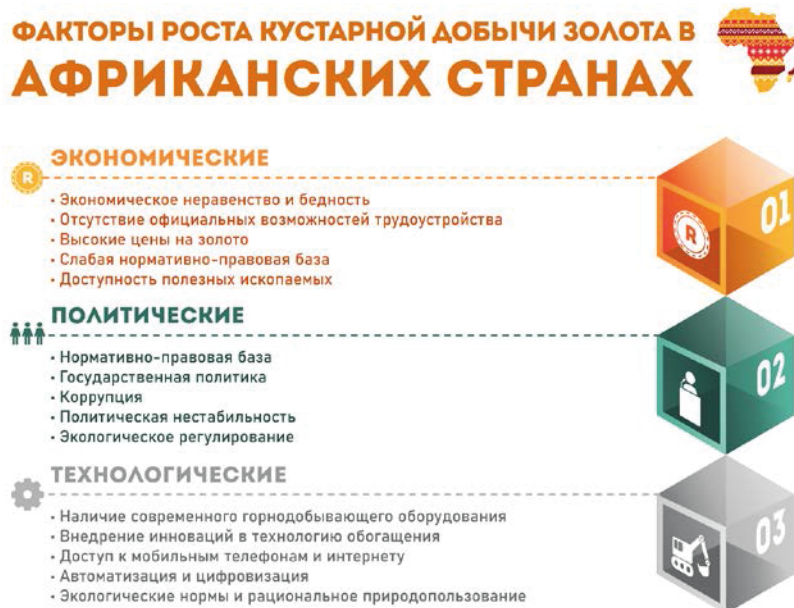 ФАКТОРЫ РОСТА КУСТАРНОЙ ДОБЫЧИ ЗОЛОТА В
АФРИКАНСКИХ СТРАНАХ
ЭКОНОМИЧЕСКИЕ
R
• Экономическое неравенство и бедность
• Отсутствие официальных возможностей трудоустройства
• Высокие цены на золото
• Слабая нормативно-правовая база
• Доступность полезных ископаемых
R
01
ПОЛИТИЧЕСКИЕ
• Нормативно-правовая база
• Государственная политика
• Коррупция
• Политическая нестабильность
• Экологическое регулирование
02
ТЕХНОЛОГИЧЕСКИЕ
• Наличие современного горнодобывающего оборудования
• Внедрение инноваций в технологию обогащения
• Доступ к мобильным телефонам и интернету
• Автоматизация и цифровизация
• Экологические нормы и рациональное природопользование
03